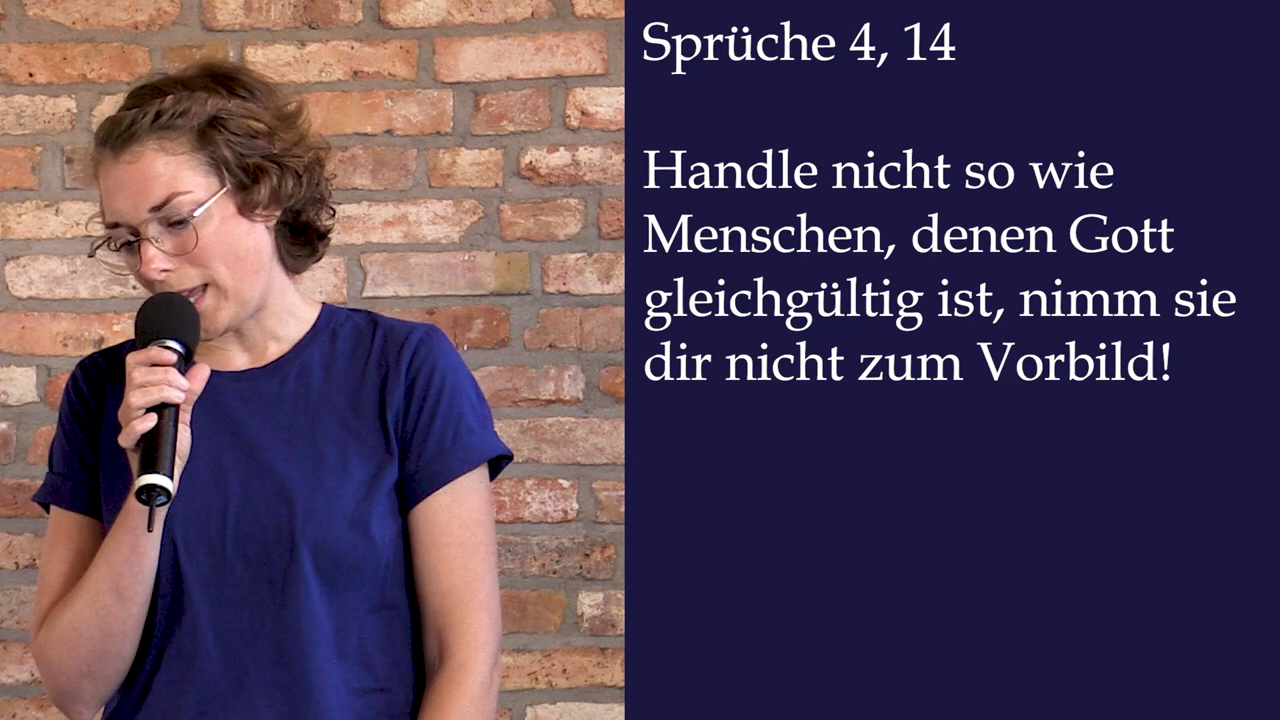 Sprüche 4, 14
Handle nicht so wie
Menschen, denen Gott
gleichgültig ist, nimm sie
dir nicht zum Vorbild!